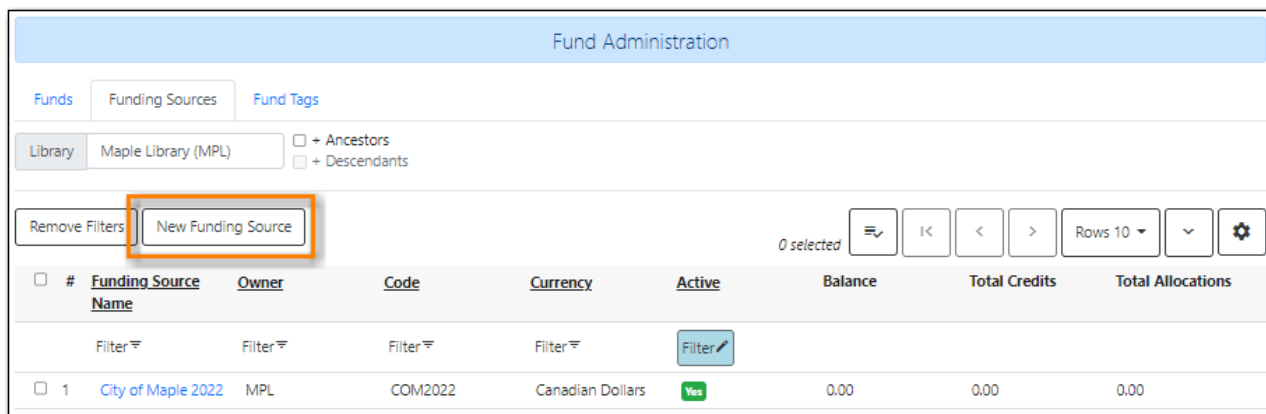 Fund Administration
Funds Funding Sources Fund Tags
Library Maple Library (MPL) + Ancestors
+ Descendants
Remove Filters New Funding Source 0 selected Rows 10
# Funding Source Name Owner Code Currency Active Balance Total Credits Total Allocations
Filter Filter Filter Filter Filter
1 City of Maple 2022 MPL COM2022 Canadian Dollars Yes 0.00 0.00 0.00